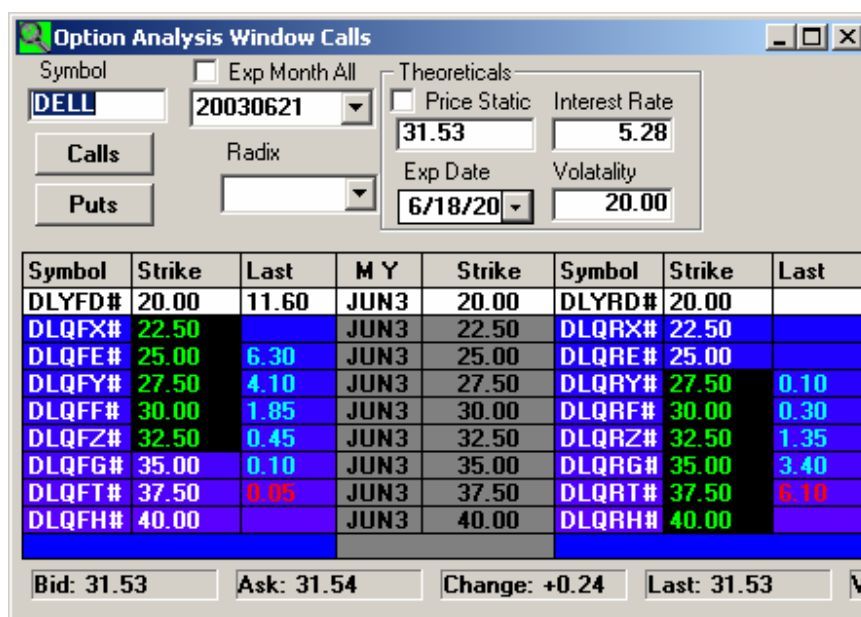 Option Analysis Window Calls
Symbol Exp Month All Theoreticals
DELL 20030621 Price Static Interest Rate
31.53 5.28
Calls Radix Exp Date Volatality
Puts 6/18/20 20.00
Symbol Strike Last M Y Strike Symbol Strike Last
DLYFD# 20.00 11.60 JUN3 20.00 DLYRD# 20.00
DLQFX# 22.50 JUN3 22.50 DLQRX# 22.50
DLQFE# 25.00 6.30 JUN3 25.00 DLQRE# 25.00
DLQFY# 27.50 4.10 JUN3 27.50 DLQRY# 27.50 0.10
DLQFF# 30.00 1.85 JUN3 30.00 DLQRF# 30.00 0.30
DLQFZ# 32.50 0.45 JUN3 32.50 DLQRZ# 32.50 1.35
DLQFG# 35.00 0.10 JUN3 35.00 DLQRG# 35.00 3.40
DLQFT# 37.50 0.05 JUN3 37.50 DLQRT# 37.50 6.10
DLQFH# 40.00 JUN3 40.00 DLQRH# 40.00
Bid: 31.53 Ask: 31.54 Change: +0.24 Last: 31.53